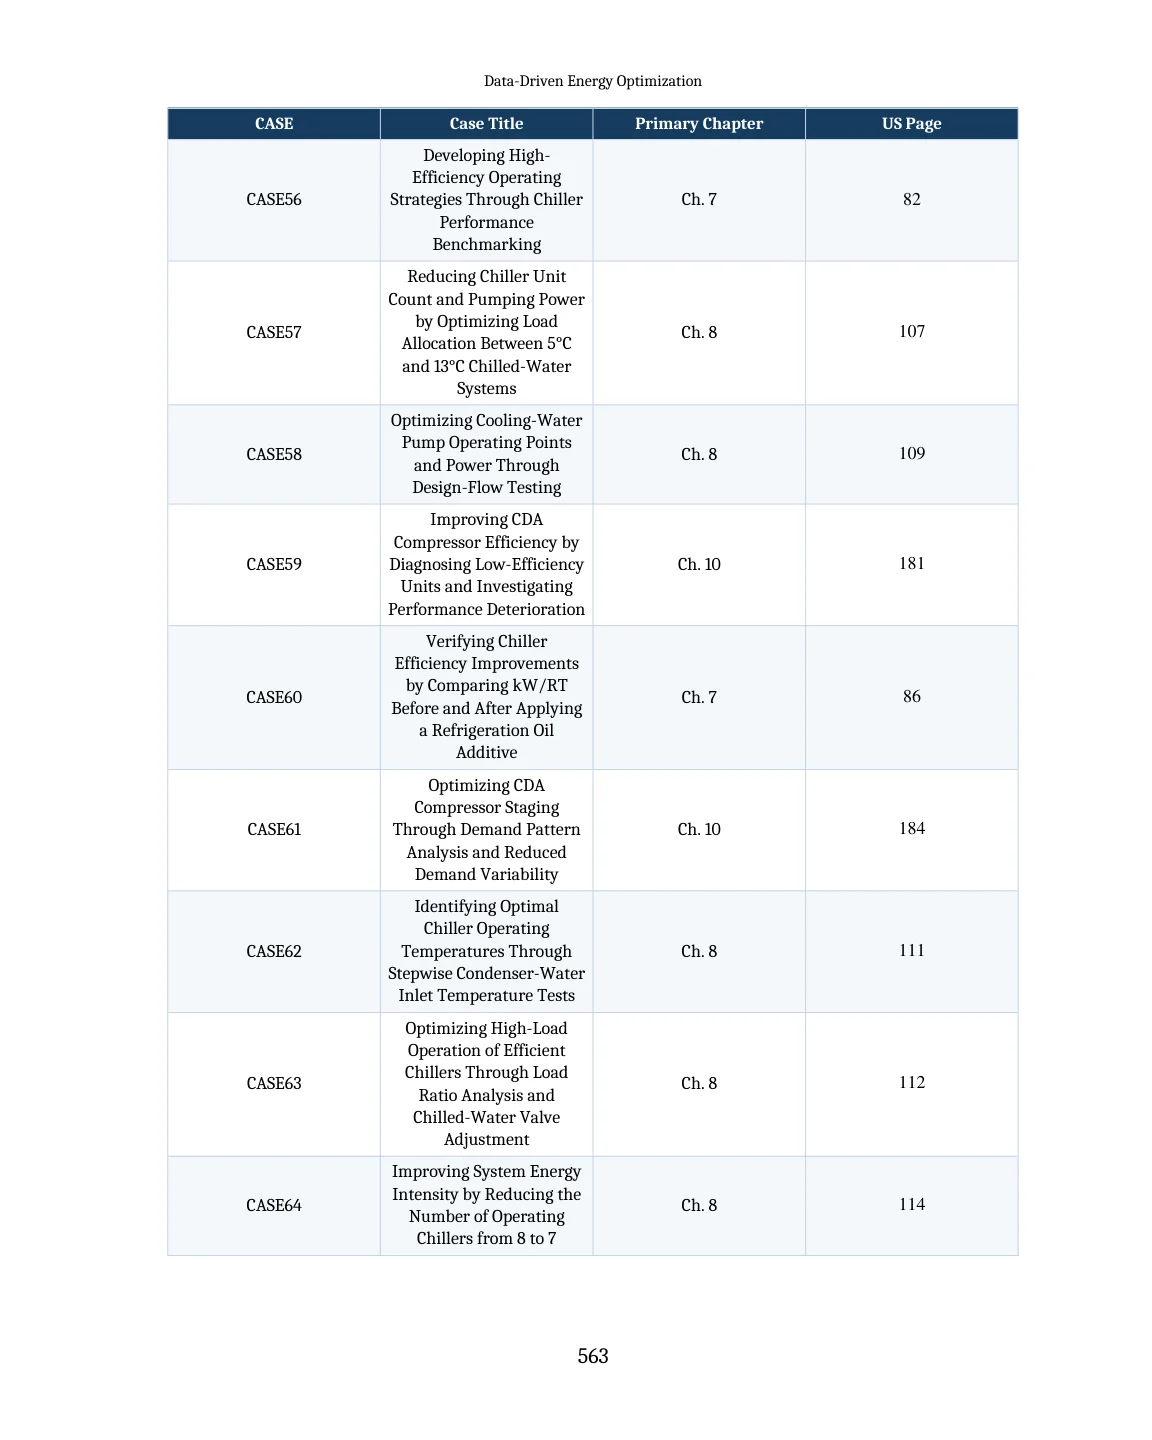 Data-Driven Energy Optimization
CASE Case Title Primary Chapter US Page
Developing High-
Efficiency Operating
CASE56 Strategies Through Chiller Ch. 7 82
Performance
Benchmarking
Reducing Chiller Unit
Count and Pumping Power
by Optimizing Load
CASE57 Allocation Between 5°C Ch. 8 107
and 13°C Chilled-Water
Systems
Optimizing Cooling-Water
Pump Operating Points
CASE58 and Power Through Ch. 8 109
Design-Flow Testing
Improving CDA
Compressor Efficiency by
CASE59 Diagnosing Low-Efficiency Ch. 10 181
Units and Investigating
Performance Deterioration
Verifying Chiller
Efficiency Improvements
by Comparing kW/RT
CASE60 Before and After Applying Ch. 7 86
a Refrigeration Oil
Additive
Optimizing CDA
Compressor Staging
CASE61 Through Demand Pattern Ch. 10 184
Analysis and Reduced
Demand Variability
Identifying Optimal
Chiller Operating
CASE62 Temperatures Through Ch. 8 111
Stepwise Condenser-Water
Inlet Temperature Tests
Optimizing High-Load
Operation of Efficient
Chillers Through Load
CASE63 Ratio Analysis and Ch. 8 112
Chilled-Water Valve
Adjustment
Improving System Energy
Intensity by Reducing the
CASE64 Number of Operating Ch. 8 114
Chillers from 8 to 7
563